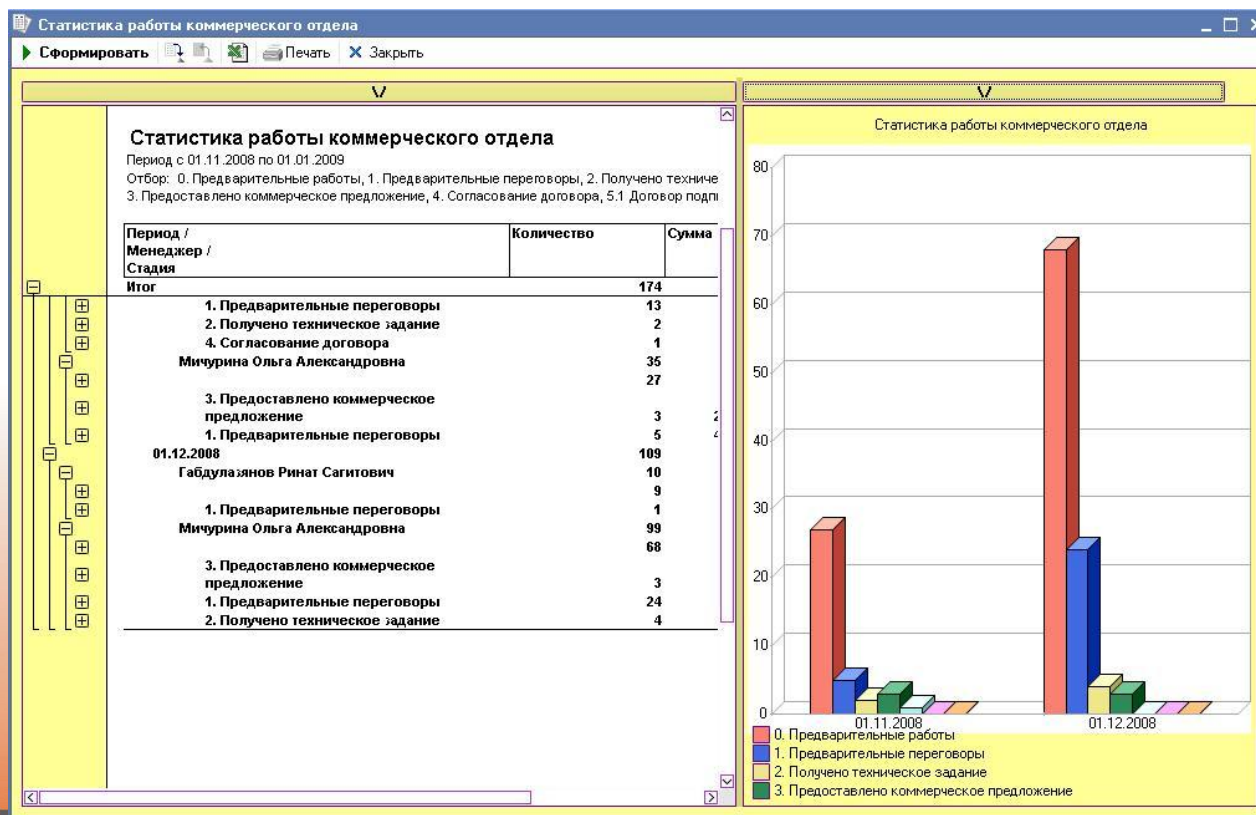 Статистика работы коммерческого отдела
Сформировать Печать Закрыть
\/
\/
Статистика работы коммерческого отдела
Период с 01.11.2008 по 01.01.2009
Отбор: 0. Предварительные работы, 1. Предварительные переговоры, 2. Получено техниче
3. Предоставлено коммерческое предложение, 4. Согласование договора, 5.1 Договор подпи
Период / Количество Сумма
Менеджер /
Стадия
Итог 174
1. Предварительные переговоры 13
2. Получено техническое задание 2
4. Согласование договора 1
Мичурина Ольга Александровна 35
27
3. Предоставлено коммерческое
предложение 3 2
1. Предварительные переговоры 5 4
01.12.2008 109
Габдулазянов Ринат Сагитович 10
9
1. Предварительные переговоры 1
Мичурина Ольга Александровна 99
68
3. Предоставлено коммерческое
предложение 3
1. Предварительные переговоры 24
2. Получено техническое задание 4
Статистика работы коммерческого отдела
80
70
60
50
40
30
20
10
0
01.11.2008 01.12.2008
0. Предварительные работы
1. Предварительные переговоры
2. Получено техническое задание
3. Предоставлено коммерческое предложение